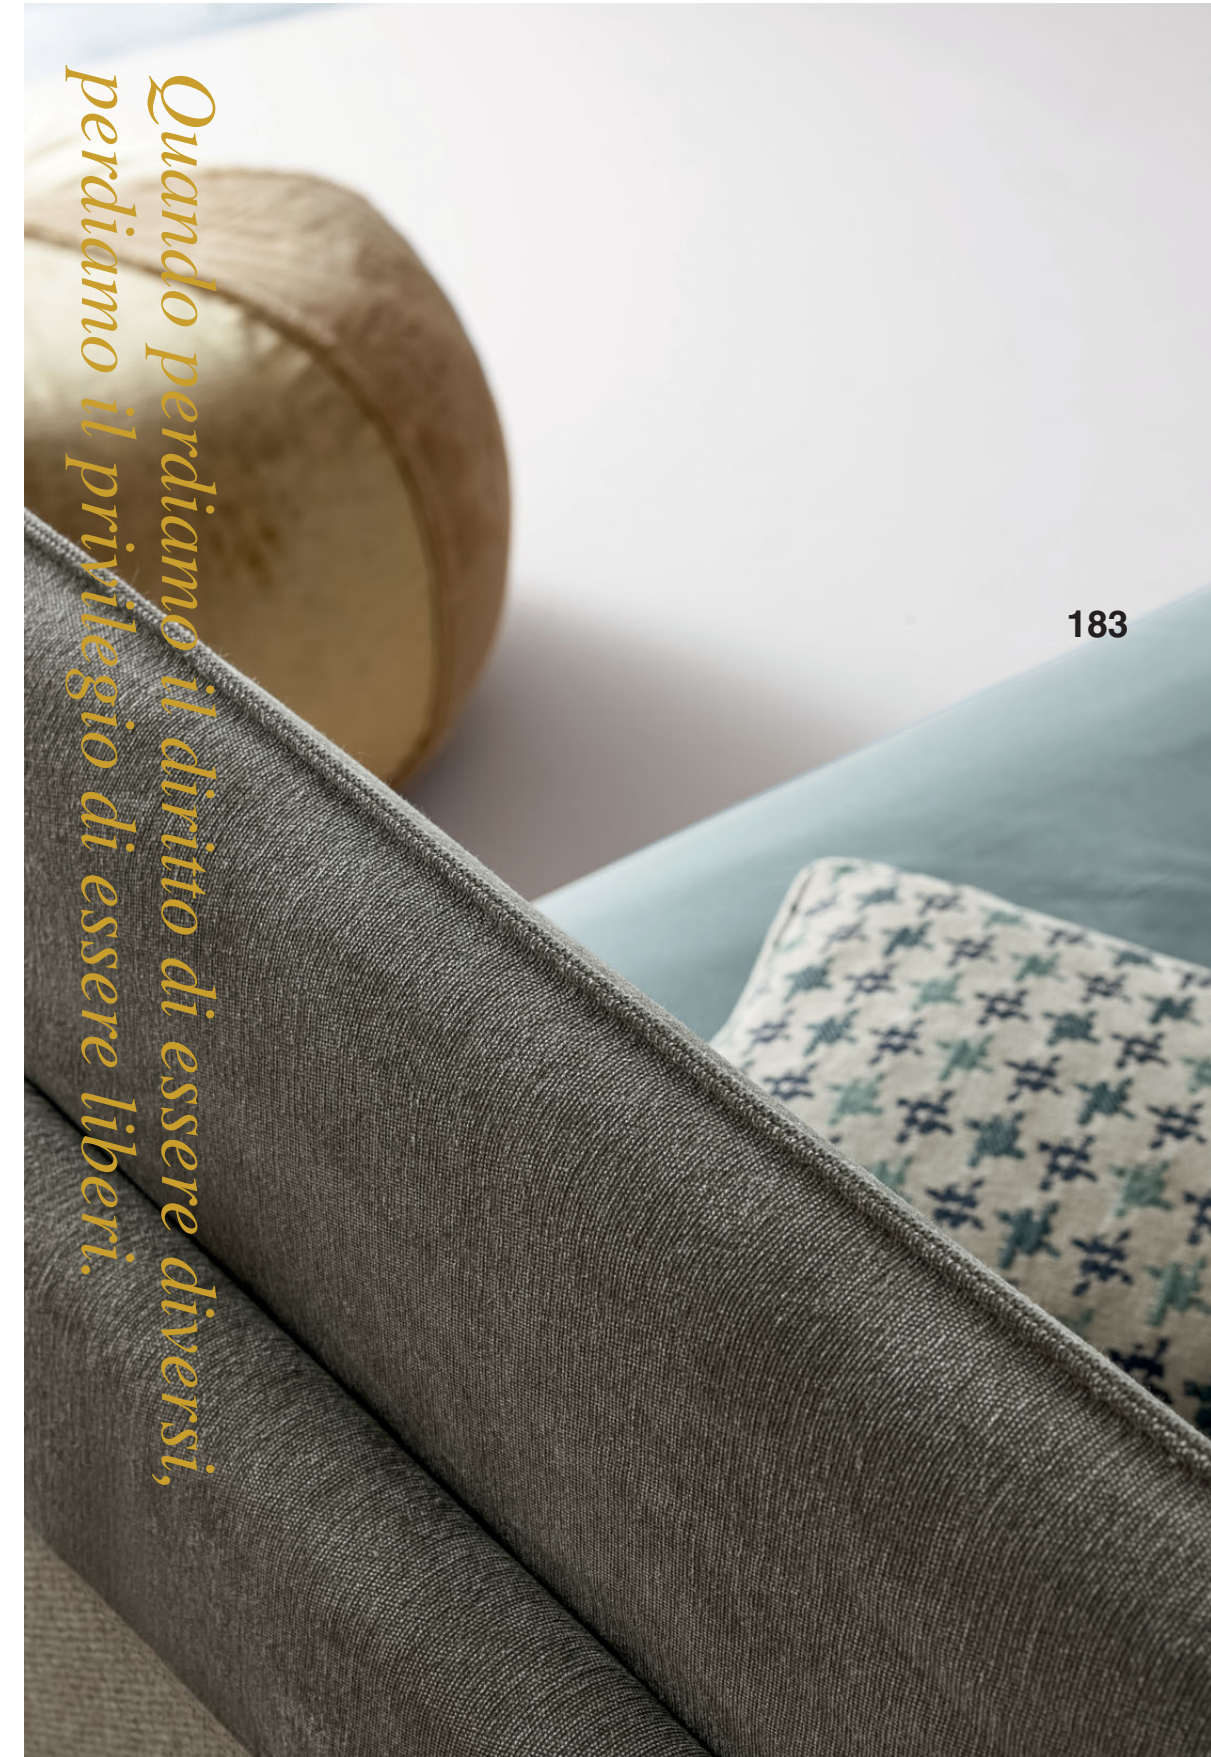 Quando perdiamo il diritto di essere diversi,
perdiamo il privilegio di essere liberi.
183